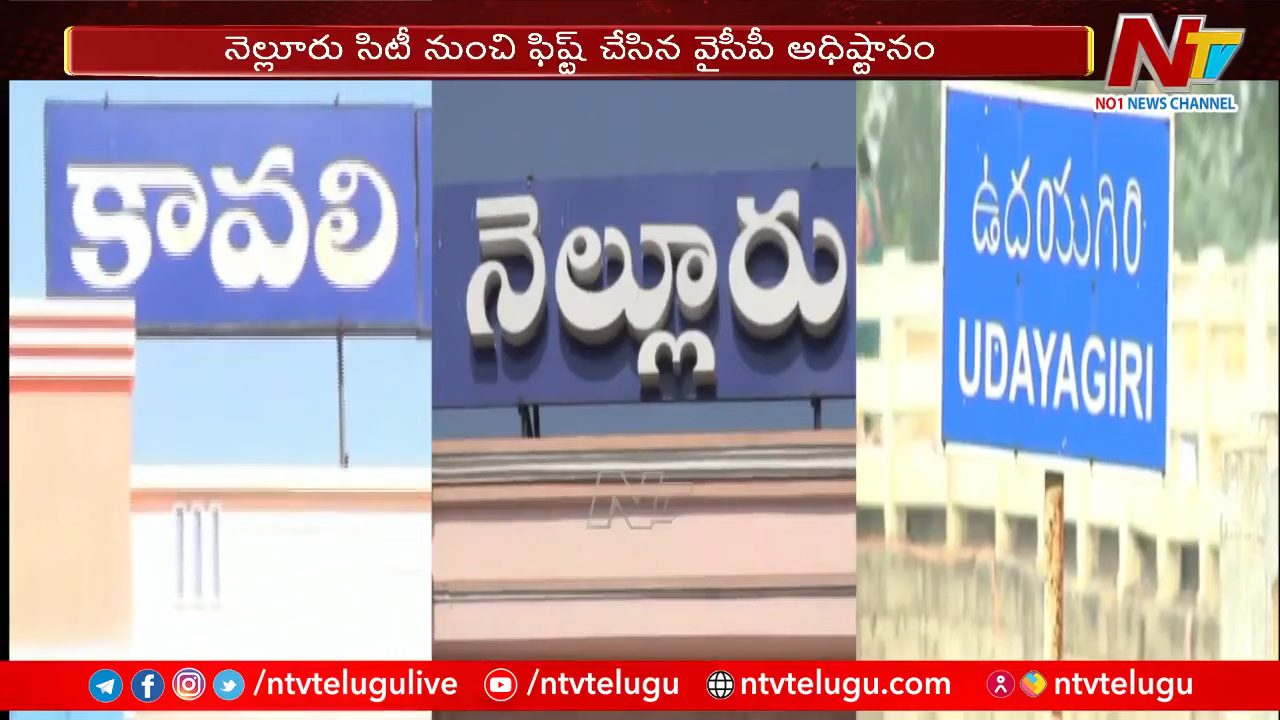 నెల్లూరు సిటీ నుంచి ఫిష్ట్ చేసిన వైసీపీ అధిష్టానం
NTV
NO1 NEWS CHANNEL
కావలి
నెల్లూరు
ఉదయగిరి
UDAYAGIRI
/ntvtelugulive
/ntvtelugu
ntvtelugu.com
ntvtelugu